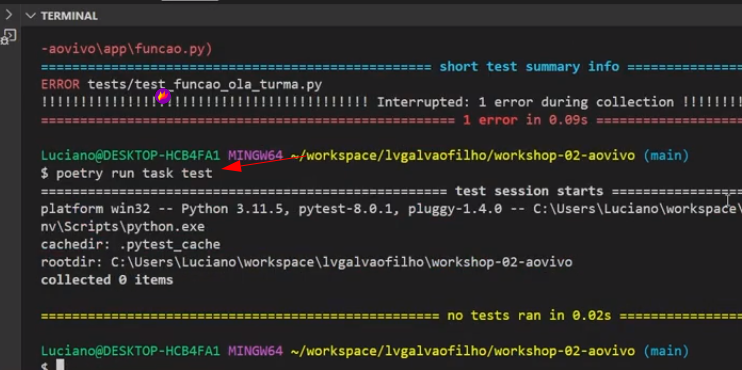 TERMINAL
-aovivo\app\funcao.py)
=============================================== short test summary info ==============
ERROR tests/test_funcao_ola_turma.py
!!!!!!!!!!!!!!!!!!!!!!!!!!!!!!!!!!!!!!!! Interrupted: 1 error during collection !!!!!!!!
================================================== 1 error in 0.09s ==================
Luciano@DESKTOP-HCB4FA1 MINGW64 ~/workspace/lvgalvaofilho/workshop-02-aovivo (main)
$ poetry run task test
================================================= test session starts ================
platform win32 -- Python 3.11.5, pytest-8.0.1, pluggy-1.4.0 -- C:\Users\Luciano\workspace\
nv\Scripts\python.exe
cachedir: .pytest_cache
rootdir: C:\Users\Luciano\workspace\lvgalvaofilho\workshop-02-aovivo
collected 0 items
================================================ no tests ran in 0.02s ===============
Luciano@DESKTOP-HCB4FA1 MINGW64 ~/workspace/lvgalvaofilho/workshop-02-aovivo (main)
$